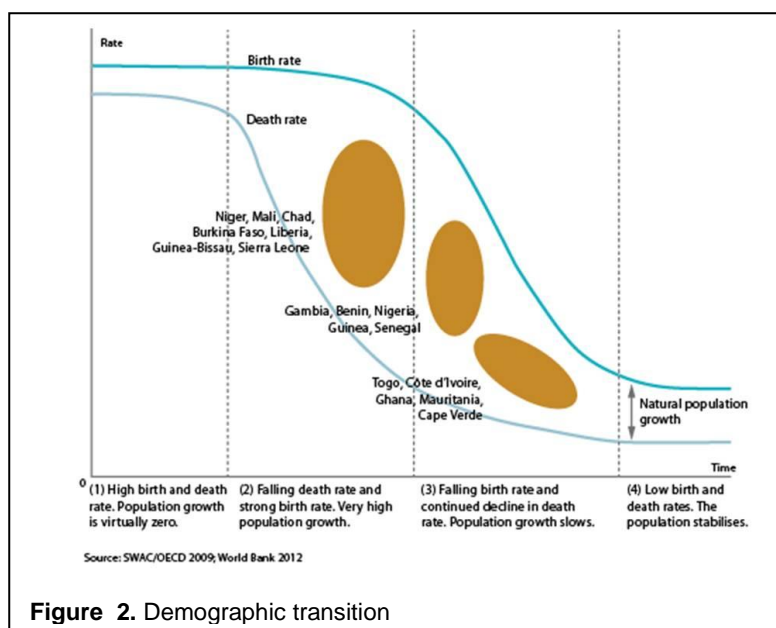 Rate
Birth rate
Death rate
Niger, Mali, Chad,
Burkina Faso, Liberia,
Guinea-Bissau, Sierra Leone
Gambia, Benin, Nigeria,
Guinea, Senegal
Togo, Côte d'Ivoire,
Ghana, Mauritania,
Cape Verde
Natural population
growth
0
Time
(1) High birth and death
rate. Population growth
is virtually zero.
(2) Falling death rate and
strong birth rate. Very high
population growth.
(3) Falling birth rate and
continued decline in death
rate. Population growth slows.
(4) Low birth and
death rates. The
population stabilises.
Source: SWAC/OECD 2009; World Bank 2012
Figure 2. Demographic transition